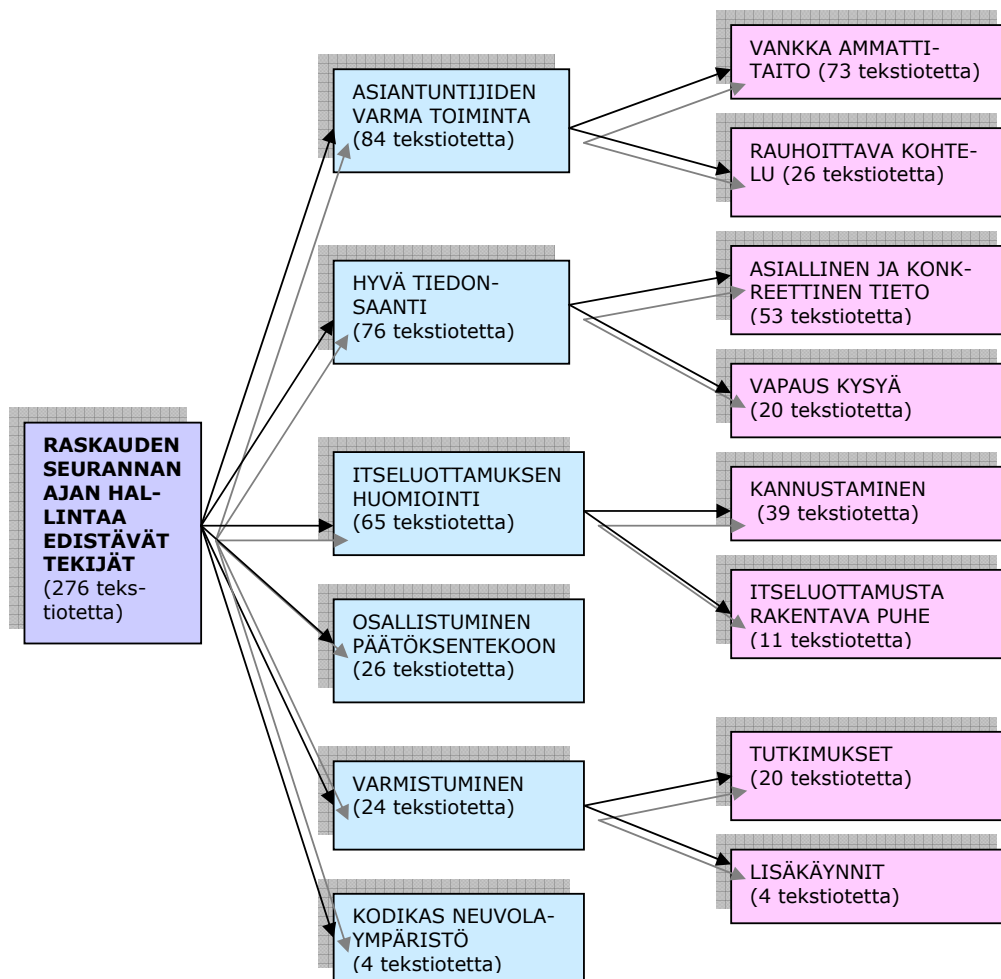 RASKAUDEN
SEURANNAN
AJAN HAL-
LINTAA
EDISTÄVÄT
TEKIJÄT
(276 teks-
tiotetta)
ASIANTUNTIJIDEN
VARMA TOIMINTA
(84 tekstiotetta)
HYVÄ TIEDON-
SAANTI
(76 tekstiotetta)
ITSELUOTTAMUKSEN
HUOMIOINTI
(65 tekstiotetta)
OSALLISTUMINEN
PÄÄTÖKSENTEKOON
(26 tekstiotetta)
VARMISTUMINEN
(24 tekstiotetta)
KODIKAS NEUVOLA-
YMPÄRISTÖ
(4 tekstiotetta)
VANKKA AMMATTI-
TAITO (73 tekstiotetta)
RAUHOITTAVA KOHTE-
LU (26 tekstiotetta)
ASIALLINEN JA KONK-
REETTINEN TIETO
(53 tekstiotetta)
VAPAUS KYSYÄ
(20 tekstiotetta)
KANNUSTAMINEN
(39 tekstiotetta)
ITSELUOTTAMUSTA
RAKENTAVA PUHE
(11 tekstiotetta)
TUTKIMUKSET
(20 tekstiotetta)
LISÄKÄYNNIT
(4 tekstiotetta)